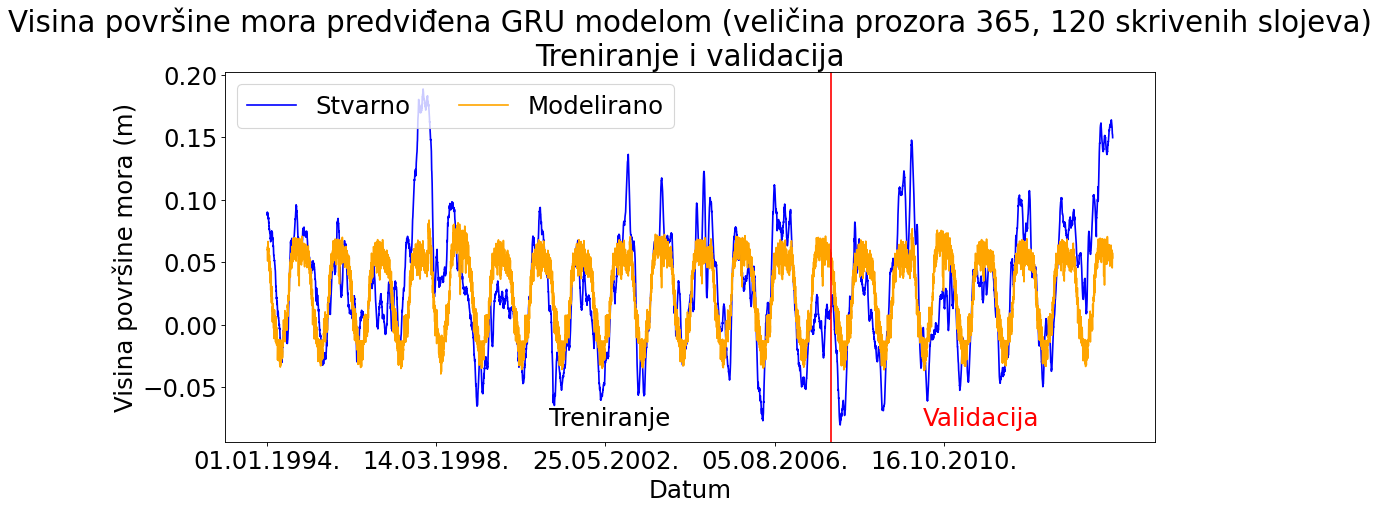 Visina površine mora predviđena GRU modelom (veličina prozora 365, 120 skrivenih slojeva)
Treniranje i validacija
Stvarno Modelirano
Visina površine mora (m)
0.20
0.15
0.10
0.05
0.00
−0.05
Treniranje Validacija
01.01.1994. 14.03.1998. 25.05.2002. 05.08.2006. 16.10.2010.
Datum